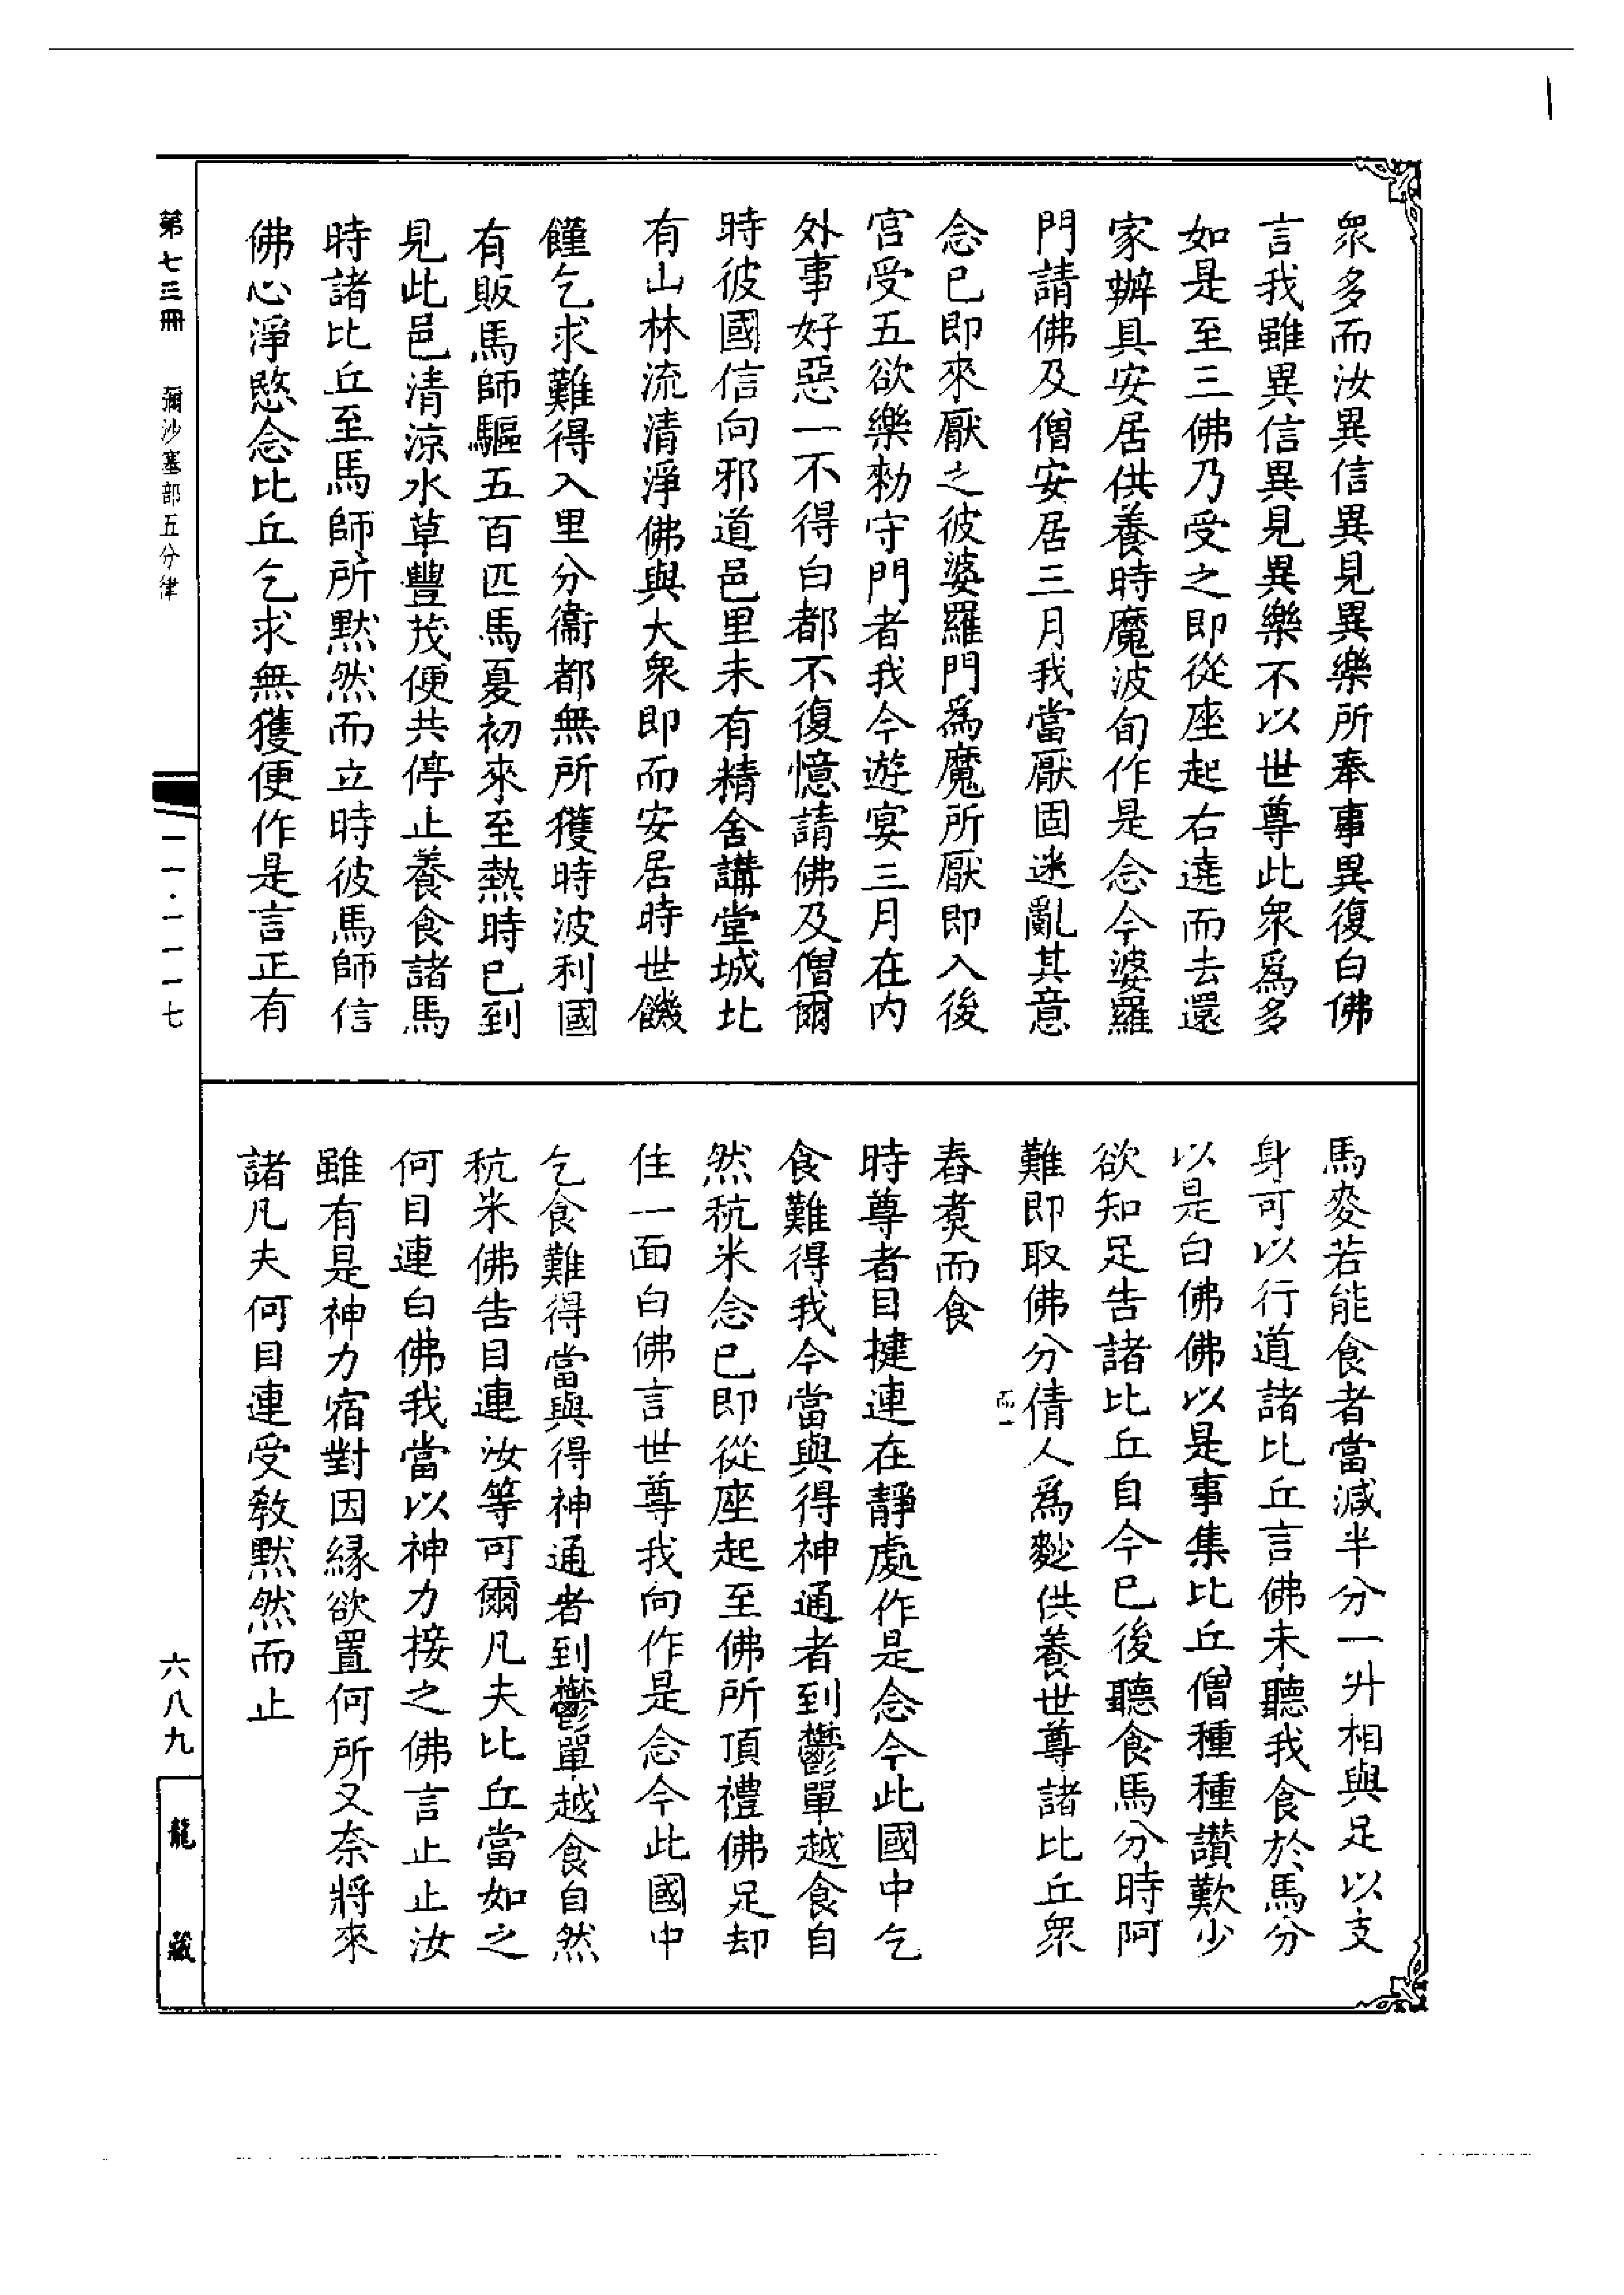 衆多而汝異信異見異樂所奉事異復白佛
言我雖異信異見異樂不以世尊此衆爲多
如是至三佛乃受之即從座起右遶而去還
家辦具安居供養時魔波旬作是念今婆羅
門請佛及僧安居三月我當厭固迷亂其意
念已即來厭之彼婆羅門爲魔所厭即入後
宮受五欲樂勑守門者我今遊宴三月在內
外事好惡一不得白都不復憶請佛及僧爾
時彼國信向邪道邑里未有精舍講堂城北
有山林流清淨佛與大衆即而安居時世饑
饉乞求難得入里分衞都無所獲時波利國
有販馬師驅五百匹馬夏初來至熱時已到
見此邑清涼水草豐茂便共停止養食諸馬
時諸比丘至馬師所默然而立時彼馬師信
佛心淨愍念比丘乞求無獲便作是言正有
馬麥若能食者當減半分一升相與足以支
身可以行道諸比丘言佛未聽我食於馬分
以是白佛佛以是事集比丘僧種種讚歎少
欲知足告諸比丘自今已後聽食馬分時阿
難即取佛分倩人爲麨供養世尊諸比丘衆
春煑而食
時尊者目揵連在靜處作是念今此國中乞
食難得我今當與得神通者到鬱單越食自
然秔米念已即從座起至佛所頂禮佛足却
住一面白佛言世尊我向作是念今此國中
乞食難得當與得神通者到鬱單越食自然
秔米佛告目連汝等可爾凡夫比丘當如之
何目連白佛我當以神力接之佛言止止汝
雖有是神力宿對因緣欲置何所又奈將來
諸凡夫何目連受教默然而止
第七三冊 彌沙塞部五分律
一一·一一一七
六八九
龍藏